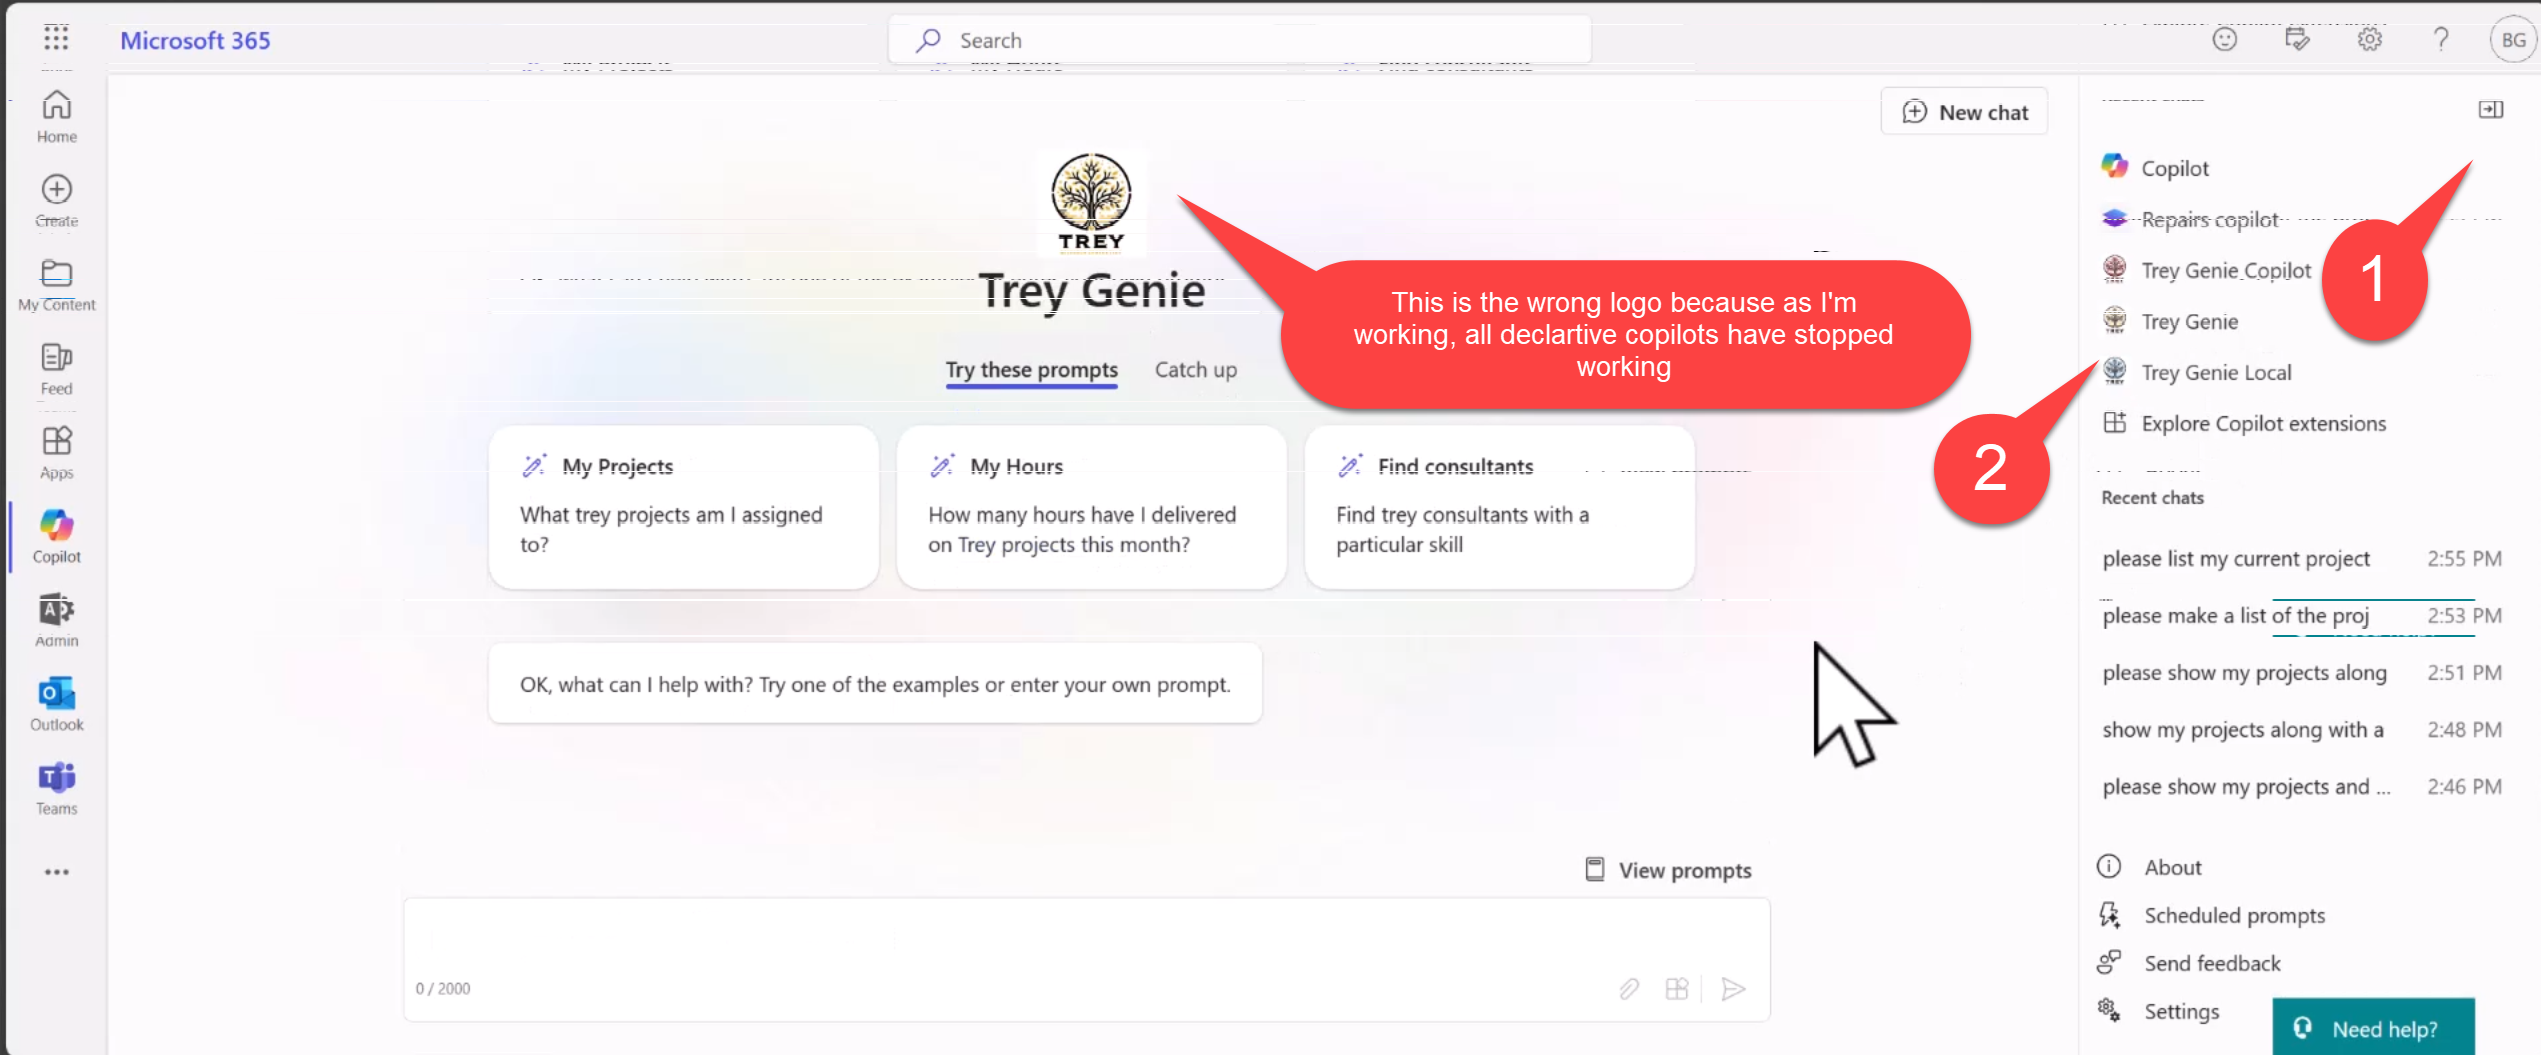 Microsoft 365
Search
BG
Home
Create
My Content
Feed
Apps
Copilot
Admin
Outlook
Teams
New chat
TREY
Trey Genie
This is the wrong logo because as I'm
working, all declartive copilots have stopped
working
Try these prompts
Catch up
My Projects
What trey projects am I assigned
to?
My Hours
How many hours have I delivered
on Trey projects this month?
Find consultants
Find trey consultants with a
particular skill
OK, what can I help with? Try one of the examples or enter your own prompt.
View prompts
0 / 2000
Copilot
Repairs copilot
Trey Genie Copilot
Trey Genie
Trey Genie Local
Explore Copilot extensions
1
2
Recent chats
please list my current project 2:55 PM
please make a list of the proj 2:53 PM
please show my projects along 2:51 PM
show my projects along with a 2:48 PM
please show my projects and ... 2:46 PM
About
Scheduled prompts
Send feedback
Settings
Need help?